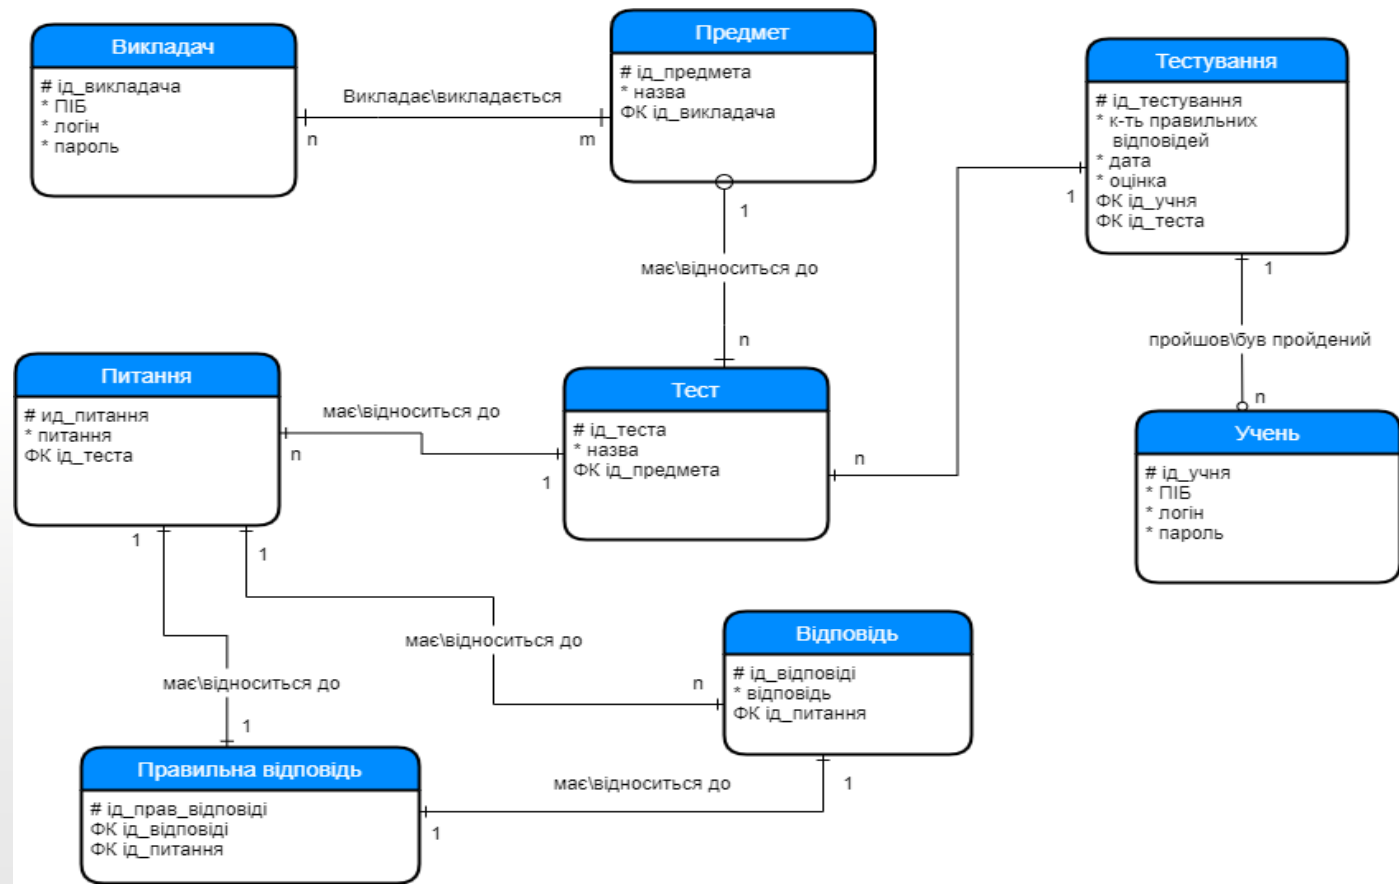 Викладач
# ід_викладача
* ПІБ
* логін
* пароль
Викладає\викладається
n
m
Предмет
# ід_предмета
* назва
ФК ід_викладача
1
має\відноситься до
n
Тестування
# ід_тестування
* к-ть правильних
відповідей
* дата
* оцінка
ФК ід_учня
ФК ід_теста
1
1
пройшов\був пройдений
n
Учень
# ід_учня
* ПІБ
* логін
* пароль
Питання
# ид_питання
* питання
ФК ід_теста
має\відноситься до
n
1
Тест
# ід_теста
* назва
ФК ід_предмета
n
1
1
має\відноситься до
n
має\відноситься до
1
Відповідь
# ід_відповіді
* відповідь
ФК ід_питання
Правильна відповідь
# ід_прав_відповіді
ФК ід_відповіді
ФК ід_питання
має\відноситься до
1
1